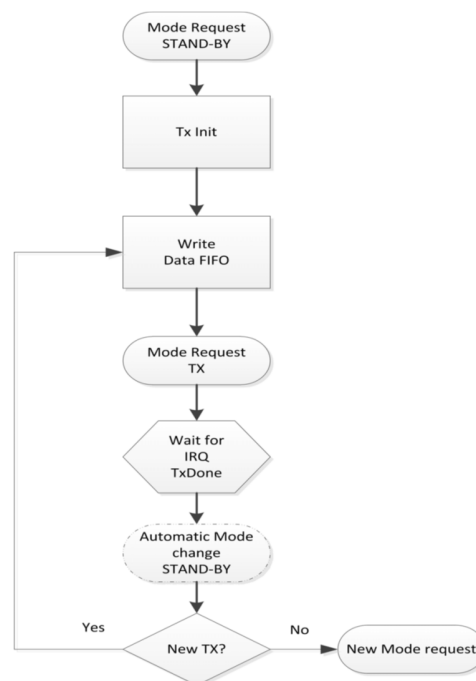 Mode Request
STAND-BY
Tx Init
Write
Data FIFO
Mode Request
TX
Wait for
IRQ
TxDone
Automatic Mode
change
STAND-BY
Yes
New TX?
No
New Mode request